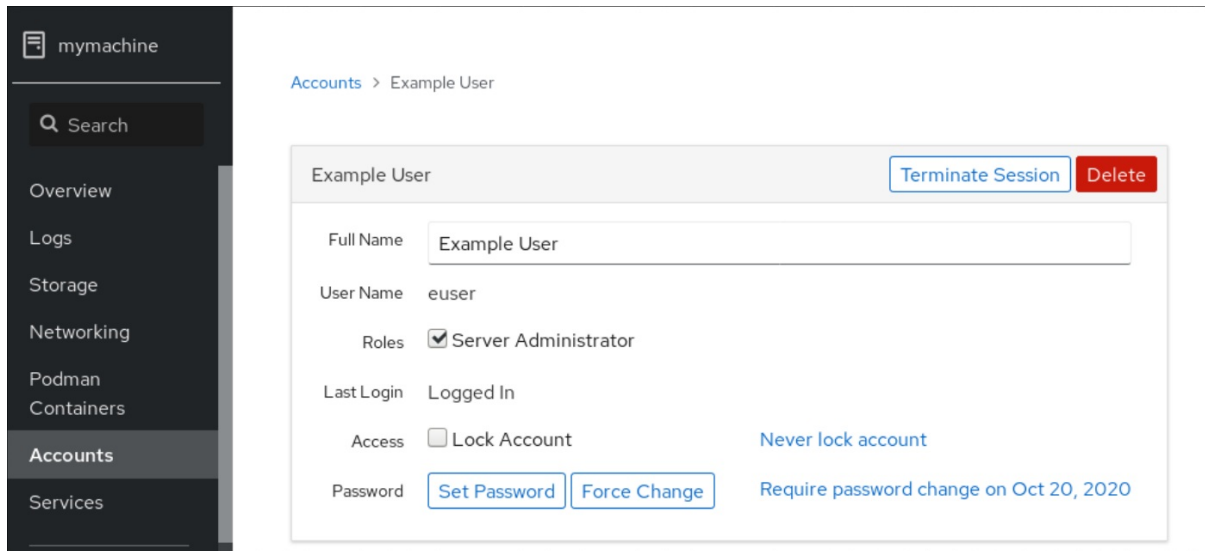 mymachine
Search
Overview
Logs
Storage
Networking
Podman
Containers
Accounts
Services
Accounts > Example User
Example User
Terminate Session
Delete
Full Name
Example User
User Name
euser
Roles
Server Administrator
Last Login
Logged In
Access
Lock Account
Never lock account
Password
Set Password
Force Change
Require password change on Oct 20, 2020